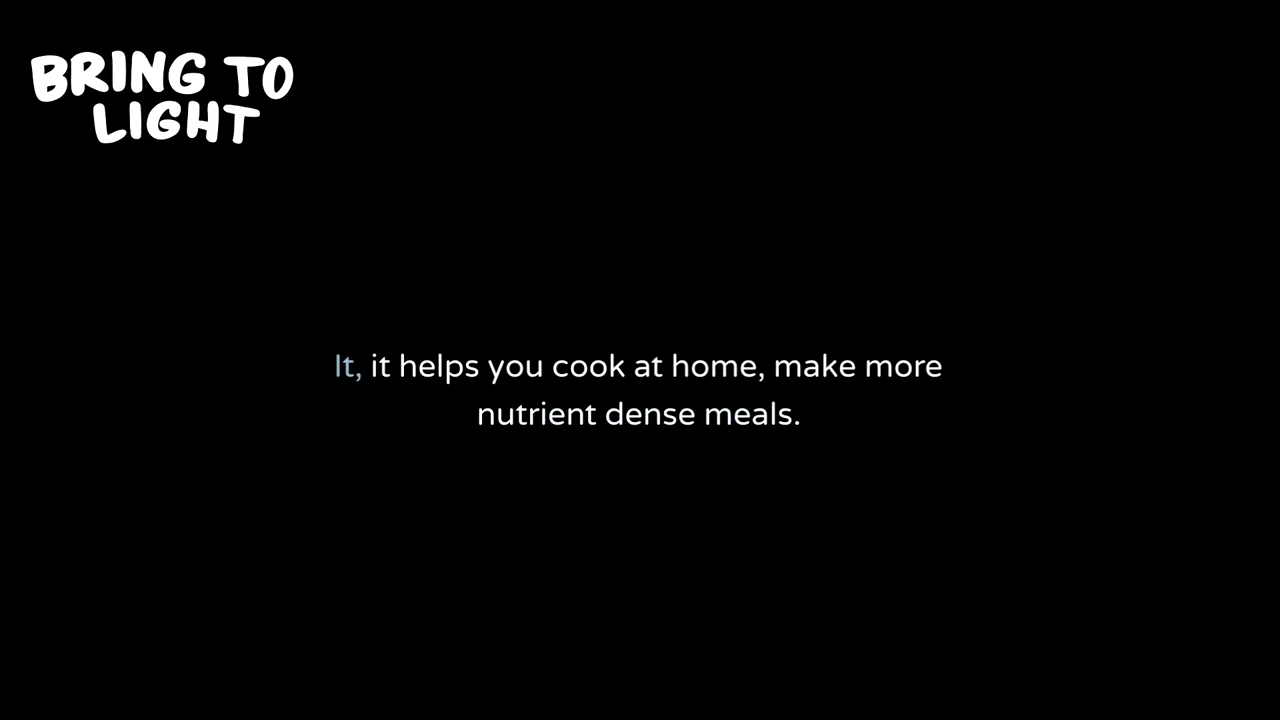 BRING TO
LIGHT
It, it helps you cook at home, make more
nutrient dense meals.